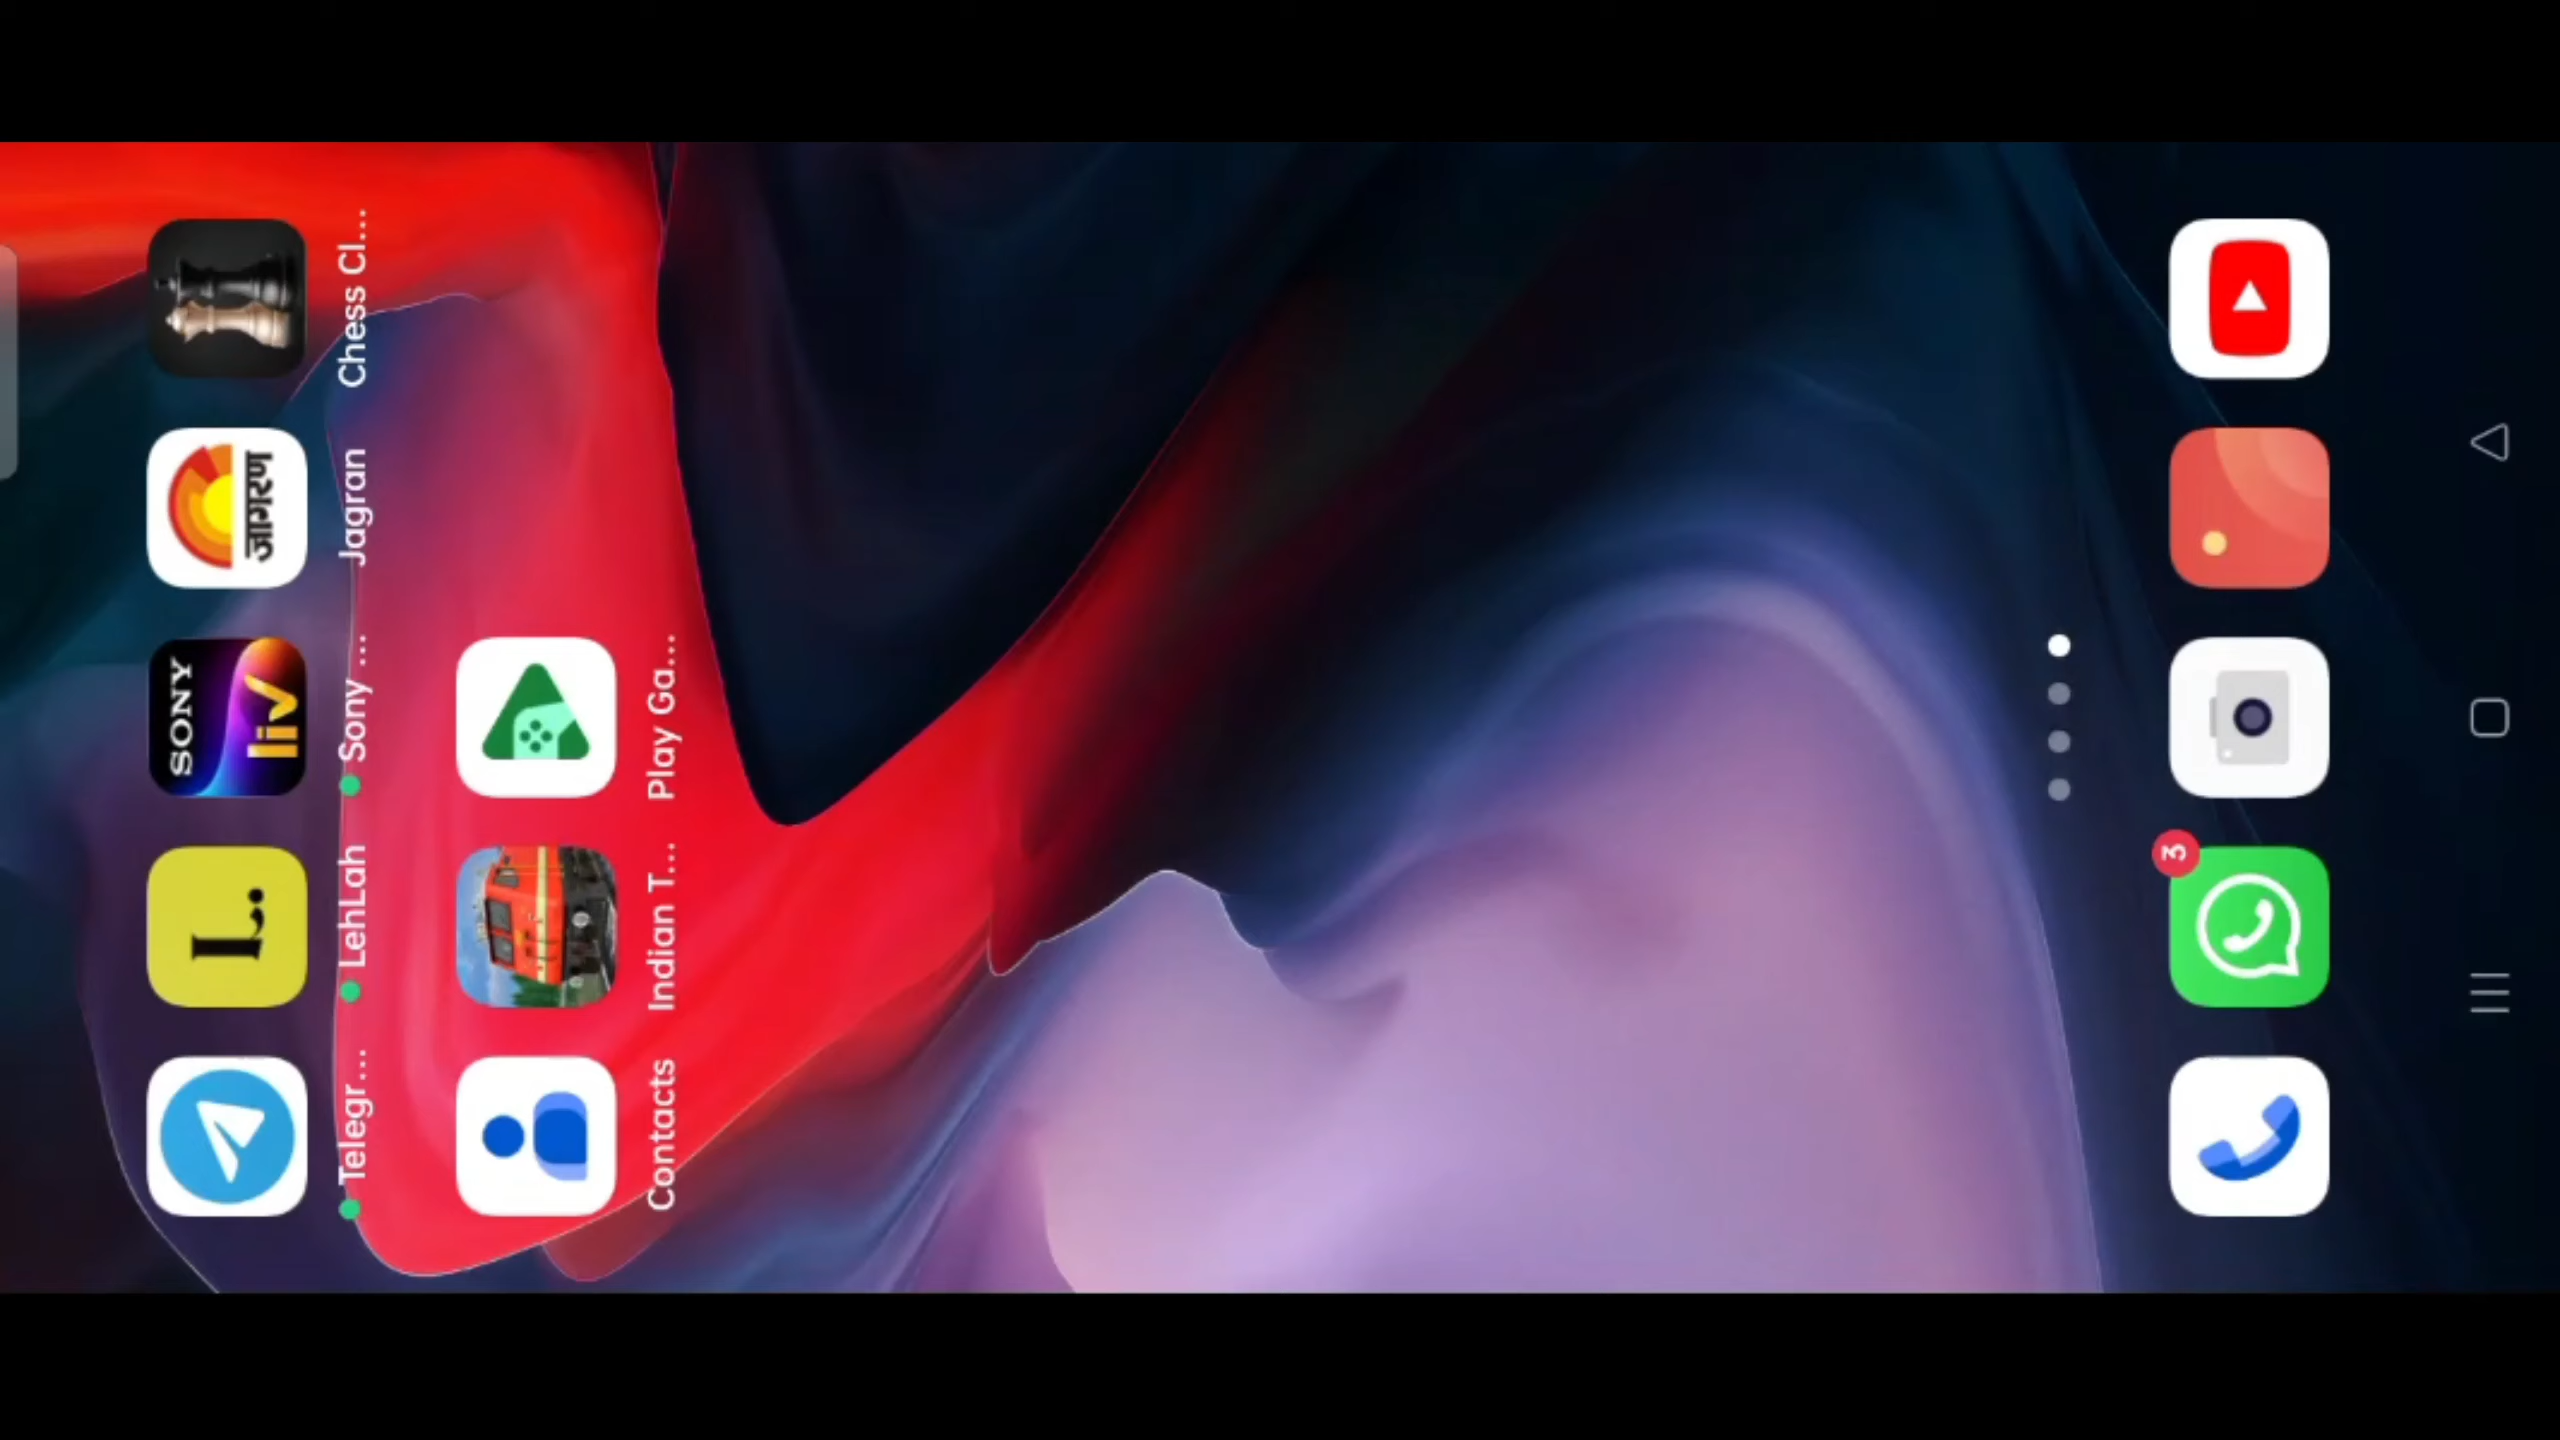 SONY
liv
L.
जागरण
Telegr...
LehLah
Sony ...
Jagran
Chess Cl...
Contacts
Indian T...
Play Ga...
3